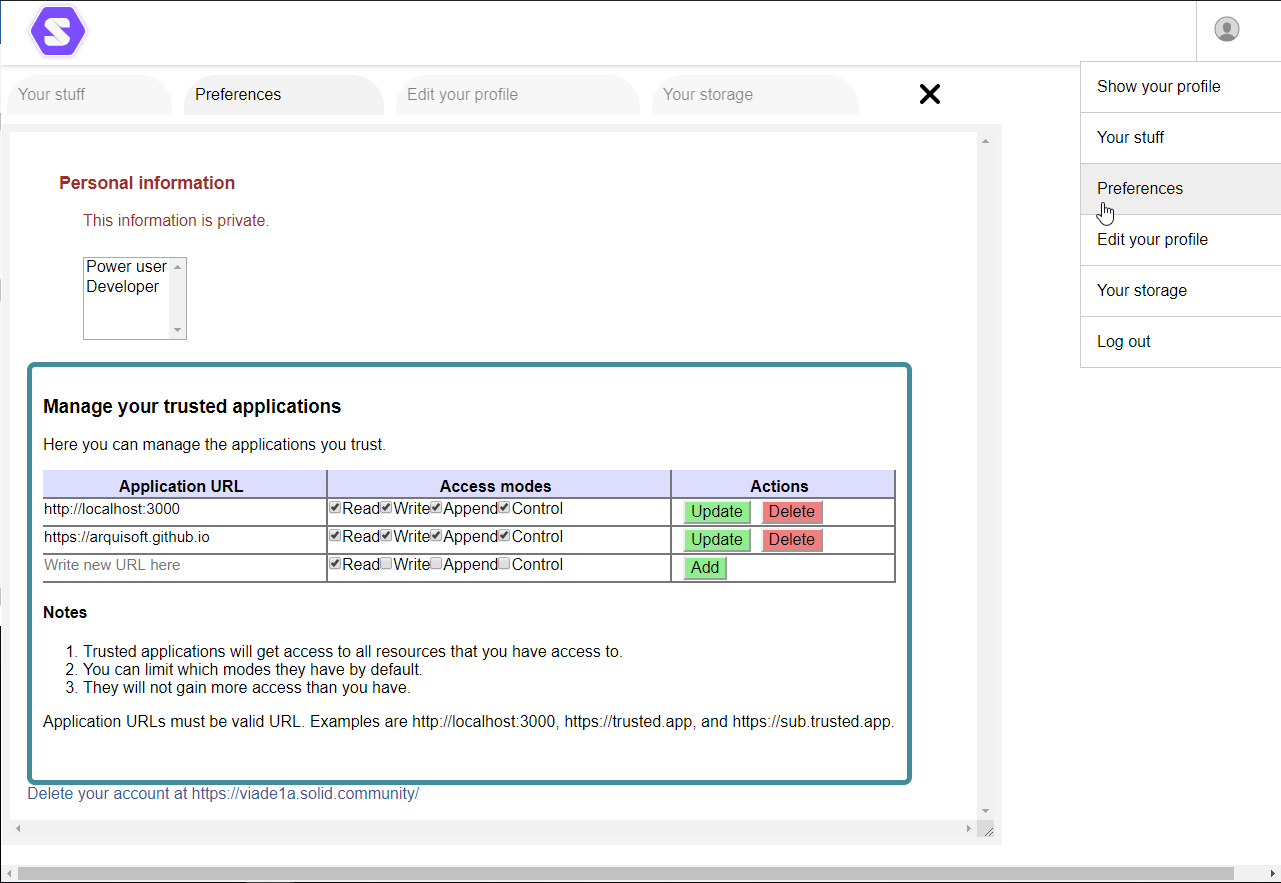 S
Your stuff Preferences Edit your profile Your storage
Show your profile
Your stuff
Preferences
Edit your profile
Your storage
Log out
Personal information
This information is private.
Power user
Developer
Manage your trusted applications
Here you can manage the applications you trust.
Application URL Access modes Actions
http://localhost:3000 Read Write Append Control Update Delete
https://arquisoft.github.io Read Write Append Control Update Delete
Write new URL here Read Write Append Control Add
Notes
1. Trusted applications will get access to all resources that you have access to.
2. You can limit which modes they have by default.
3. They will not gain more access than you have.
Application URLs must be valid URL. Examples are http://localhost:3000, https://trusted.app, and https://sub.trusted.app.
Delete your account at https://viade1a.solid.community/